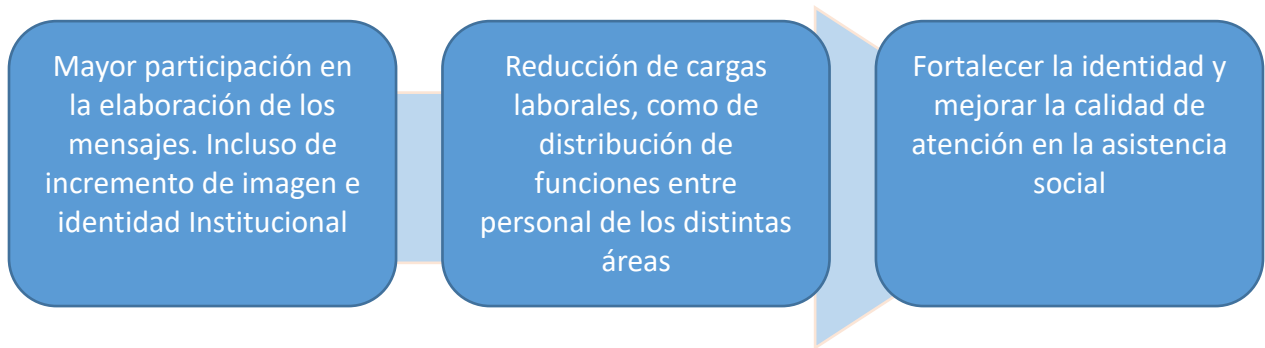 Mayor participación en
la elaboración de los
mensajes. Incluso de
incremento de imagen e
identidad Institucional
Reducción de cargas
laborales, como de
distribución de
funciones entre
personal de los distintas
áreas
Fortalecer la identidad y
mejorar la calidad de
atención en la asistencia
social